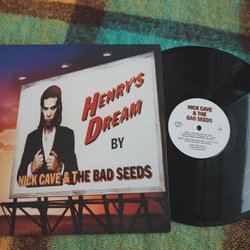 HENRY'S
DREAM
BY
NICK CAVE & THE BAD SEEDS
NICK CAVE
& THE
BAD SEEDS